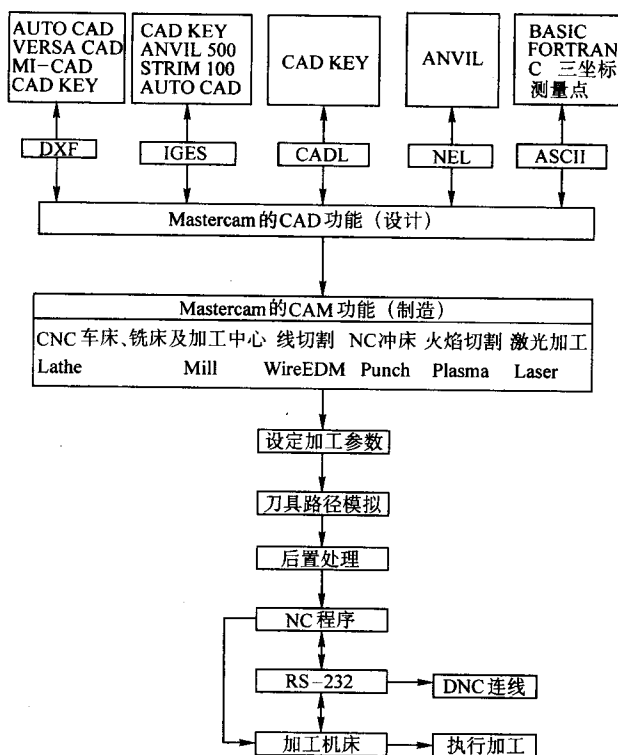 AUTO CAD
VERSA CAD
MI-CAD
CAD KEY
CAD KEY
ANVIL 500
STRIM 100
AUTO CAD
CAD KEY
ANVIL
BASIC
FORTRAN
C 三坐标
测量点
DXF
IGES
CADL
NEL
ASCII
Mastercam的CAD功能（设计）
Mastercam的CAM功能（制造）
CNC车床、铣床及加工中心 线切割 NC冲床 火焰切割 激光加工
Lathe Mill WireEDM Punch Plasma Laser
设定加工参数
刀具路径模拟
后置处理
NC程序
RS-232
DNC连线
加工机床
执行加工